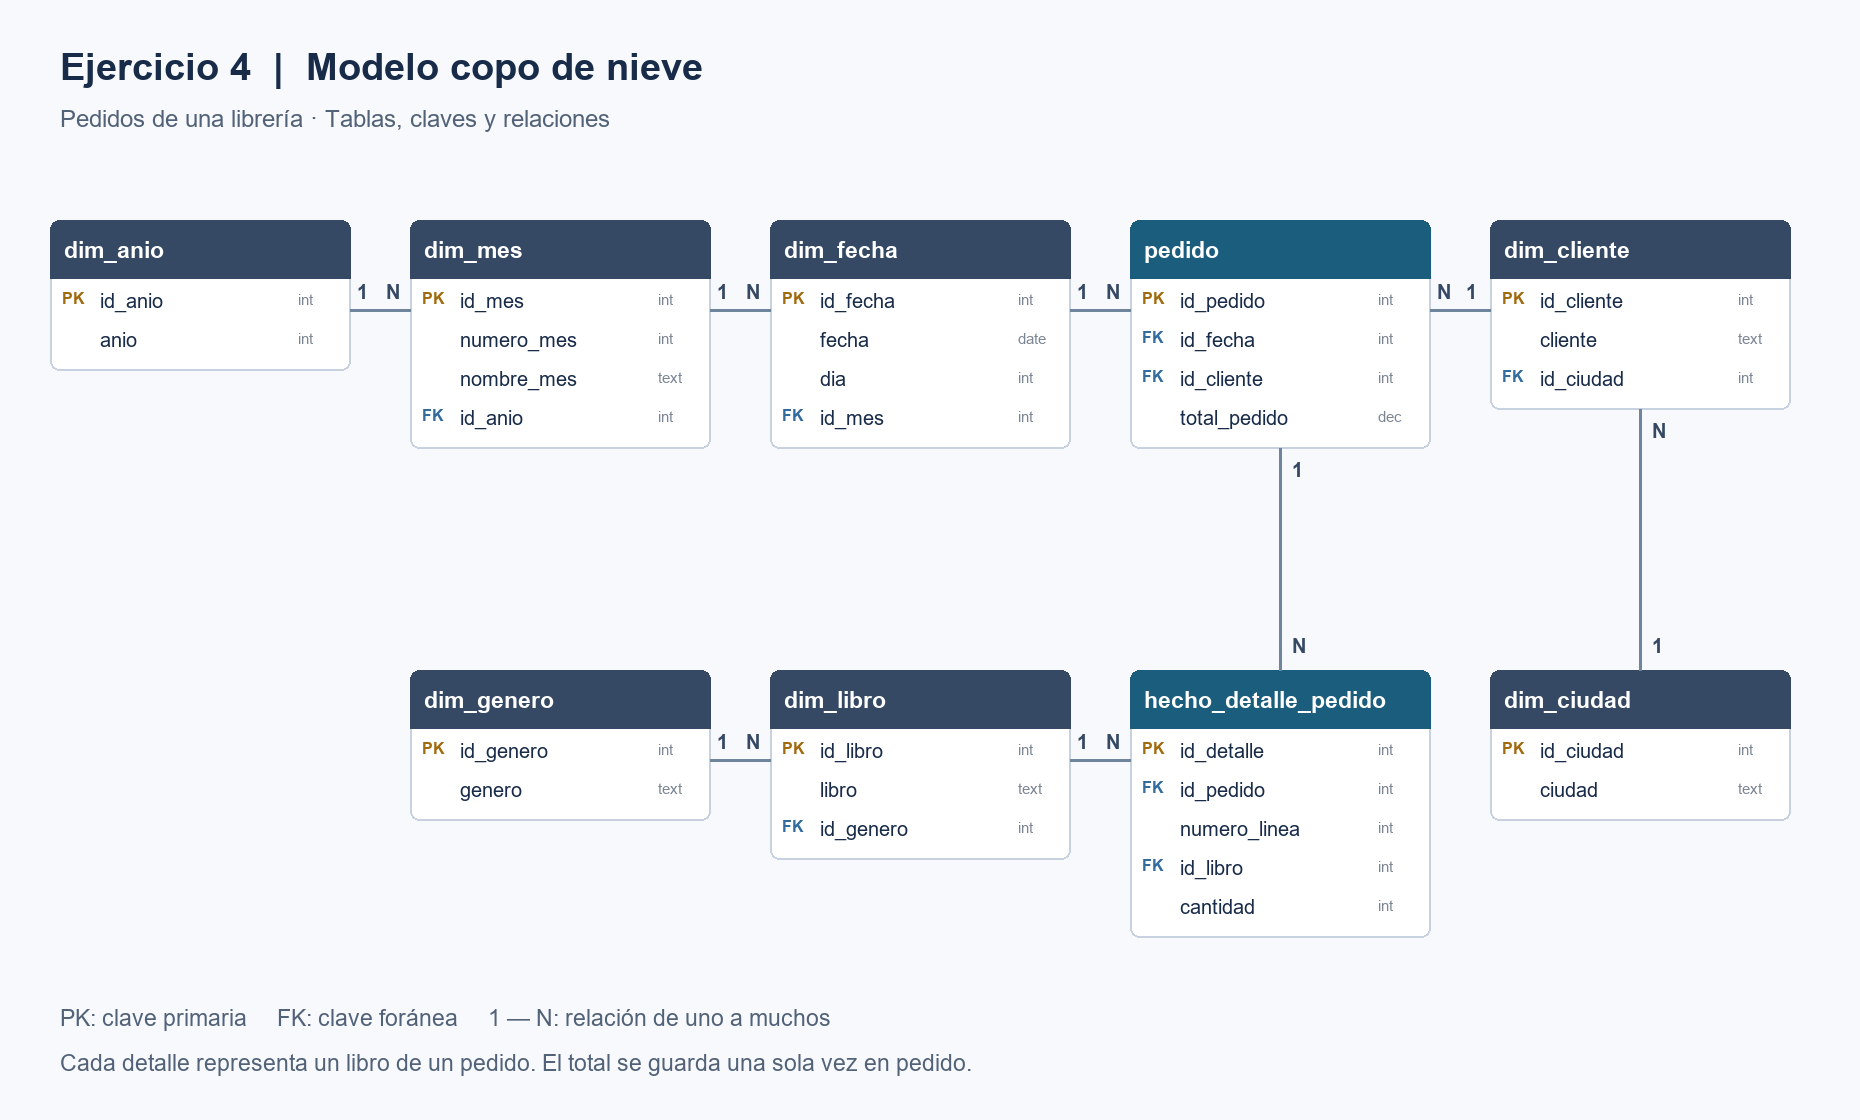 Ejercicio 4 | Modelo copo de nieve
Pedidos de una librería · Tablas, claves y relaciones
dim_anio
PK id_anio int
anio int
1 N
dim_mes
PK id_mes int
numero_mes int
nombre_mes text
FK id_anio int
1 N
dim_fecha
PK id_fecha int
fecha date
dia int
FK id_mes int
1 N
pedido
PK id_pedido int
FK id_fecha int
FK id_cliente int
total_pedido dec
N 1
dim_cliente
PK id_cliente int
cliente text
FK id_ciudad int
1
N
N
1
dim_genero
PK id_genero int
genero text
1 N
dim_libro
PK id_libro int
libro text
FK id_genero int
1 N
hecho_detalle_pedido
PK id_detalle int
FK id_pedido int
numero_linea int
FK id_libro int
cantidad int
dim_ciudad
PK id_ciudad int
ciudad text
PK: clave primaria FK: clave foránea 1 — N: relación de uno a muchos
Cada detalle representa un libro de un pedido. El total se guarda una sola vez en pedido.